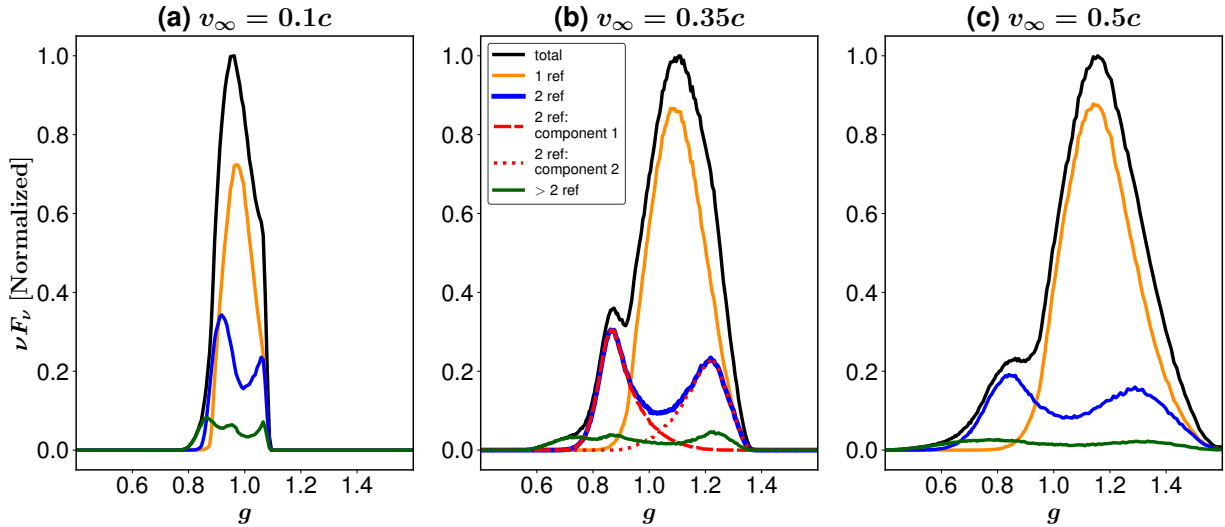 (a) v∞ = 0.1c
(b) v∞ = 0.35c
(c) v∞ = 0.5c
νFν [Normalized]
1.0
0.8
0.6
0.4
0.2
0.0
0.6 0.8 1.0 1.2 1.4
g
1.0
0.8
0.6
0.4
0.2
0.0
total
1 ref
2 ref
2 ref:
component 1
2 ref:
component 2
> 2 ref
0.6 0.8 1.0 1.2 1.4
g
1.0
0.8
0.6
0.4
0.2
0.0
0.6 0.8 1.0 1.2 1.4
g